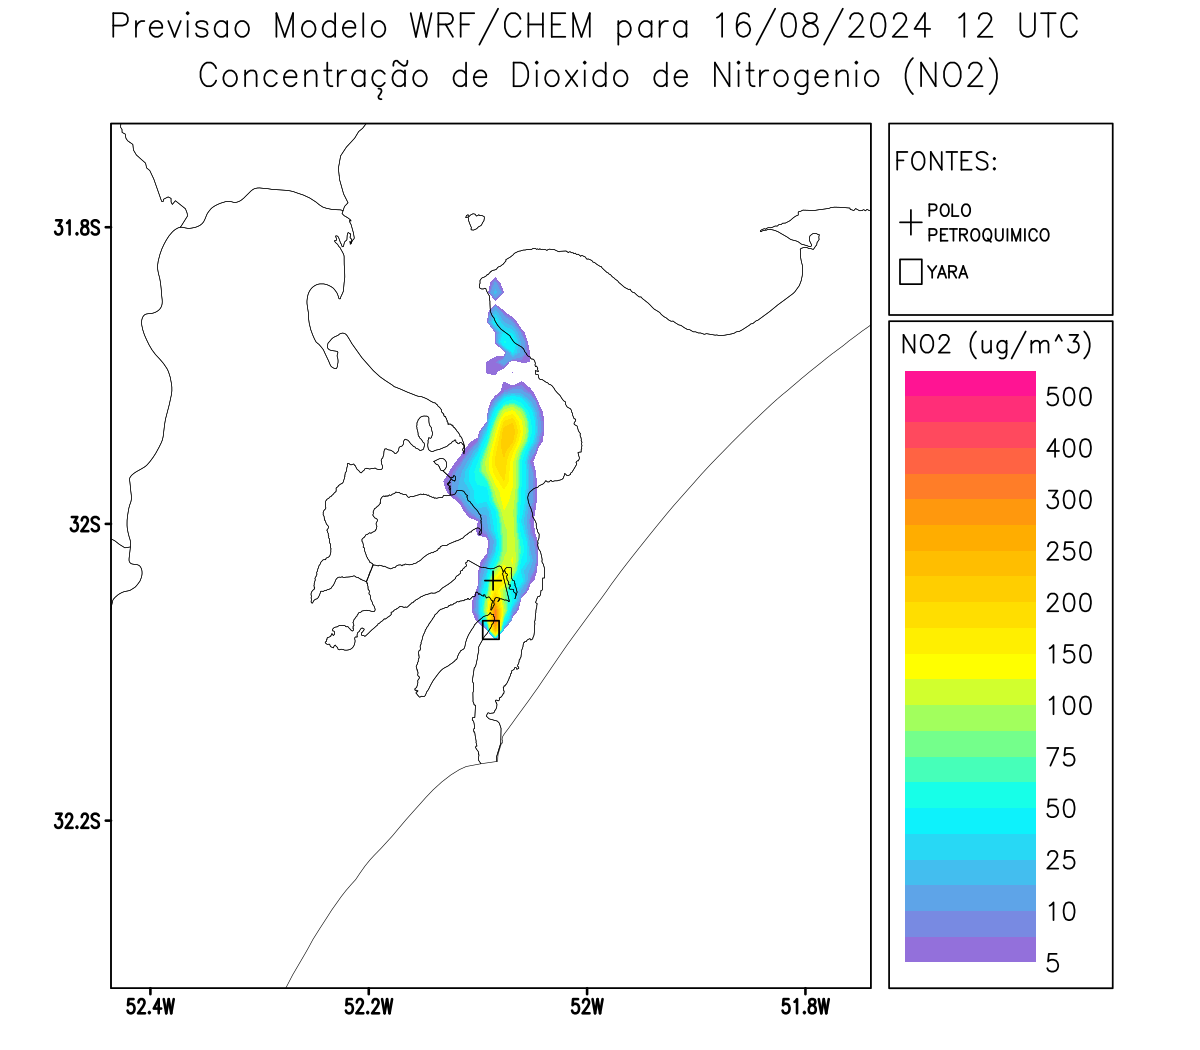 Previsao Modelo WRF/CHEM para 16/08/2024 12 UTC
Concentração de Dioxido de Nitrogenio (NO2)
FONTES:
POLO
PETROQUIMICO
YARA
NO2 (ug/m^3)
500
400
300
250
200
150
100
75
50
25
10
5
31.8S
32S
32.2S
52.4W
52.2W
52W
51.8W